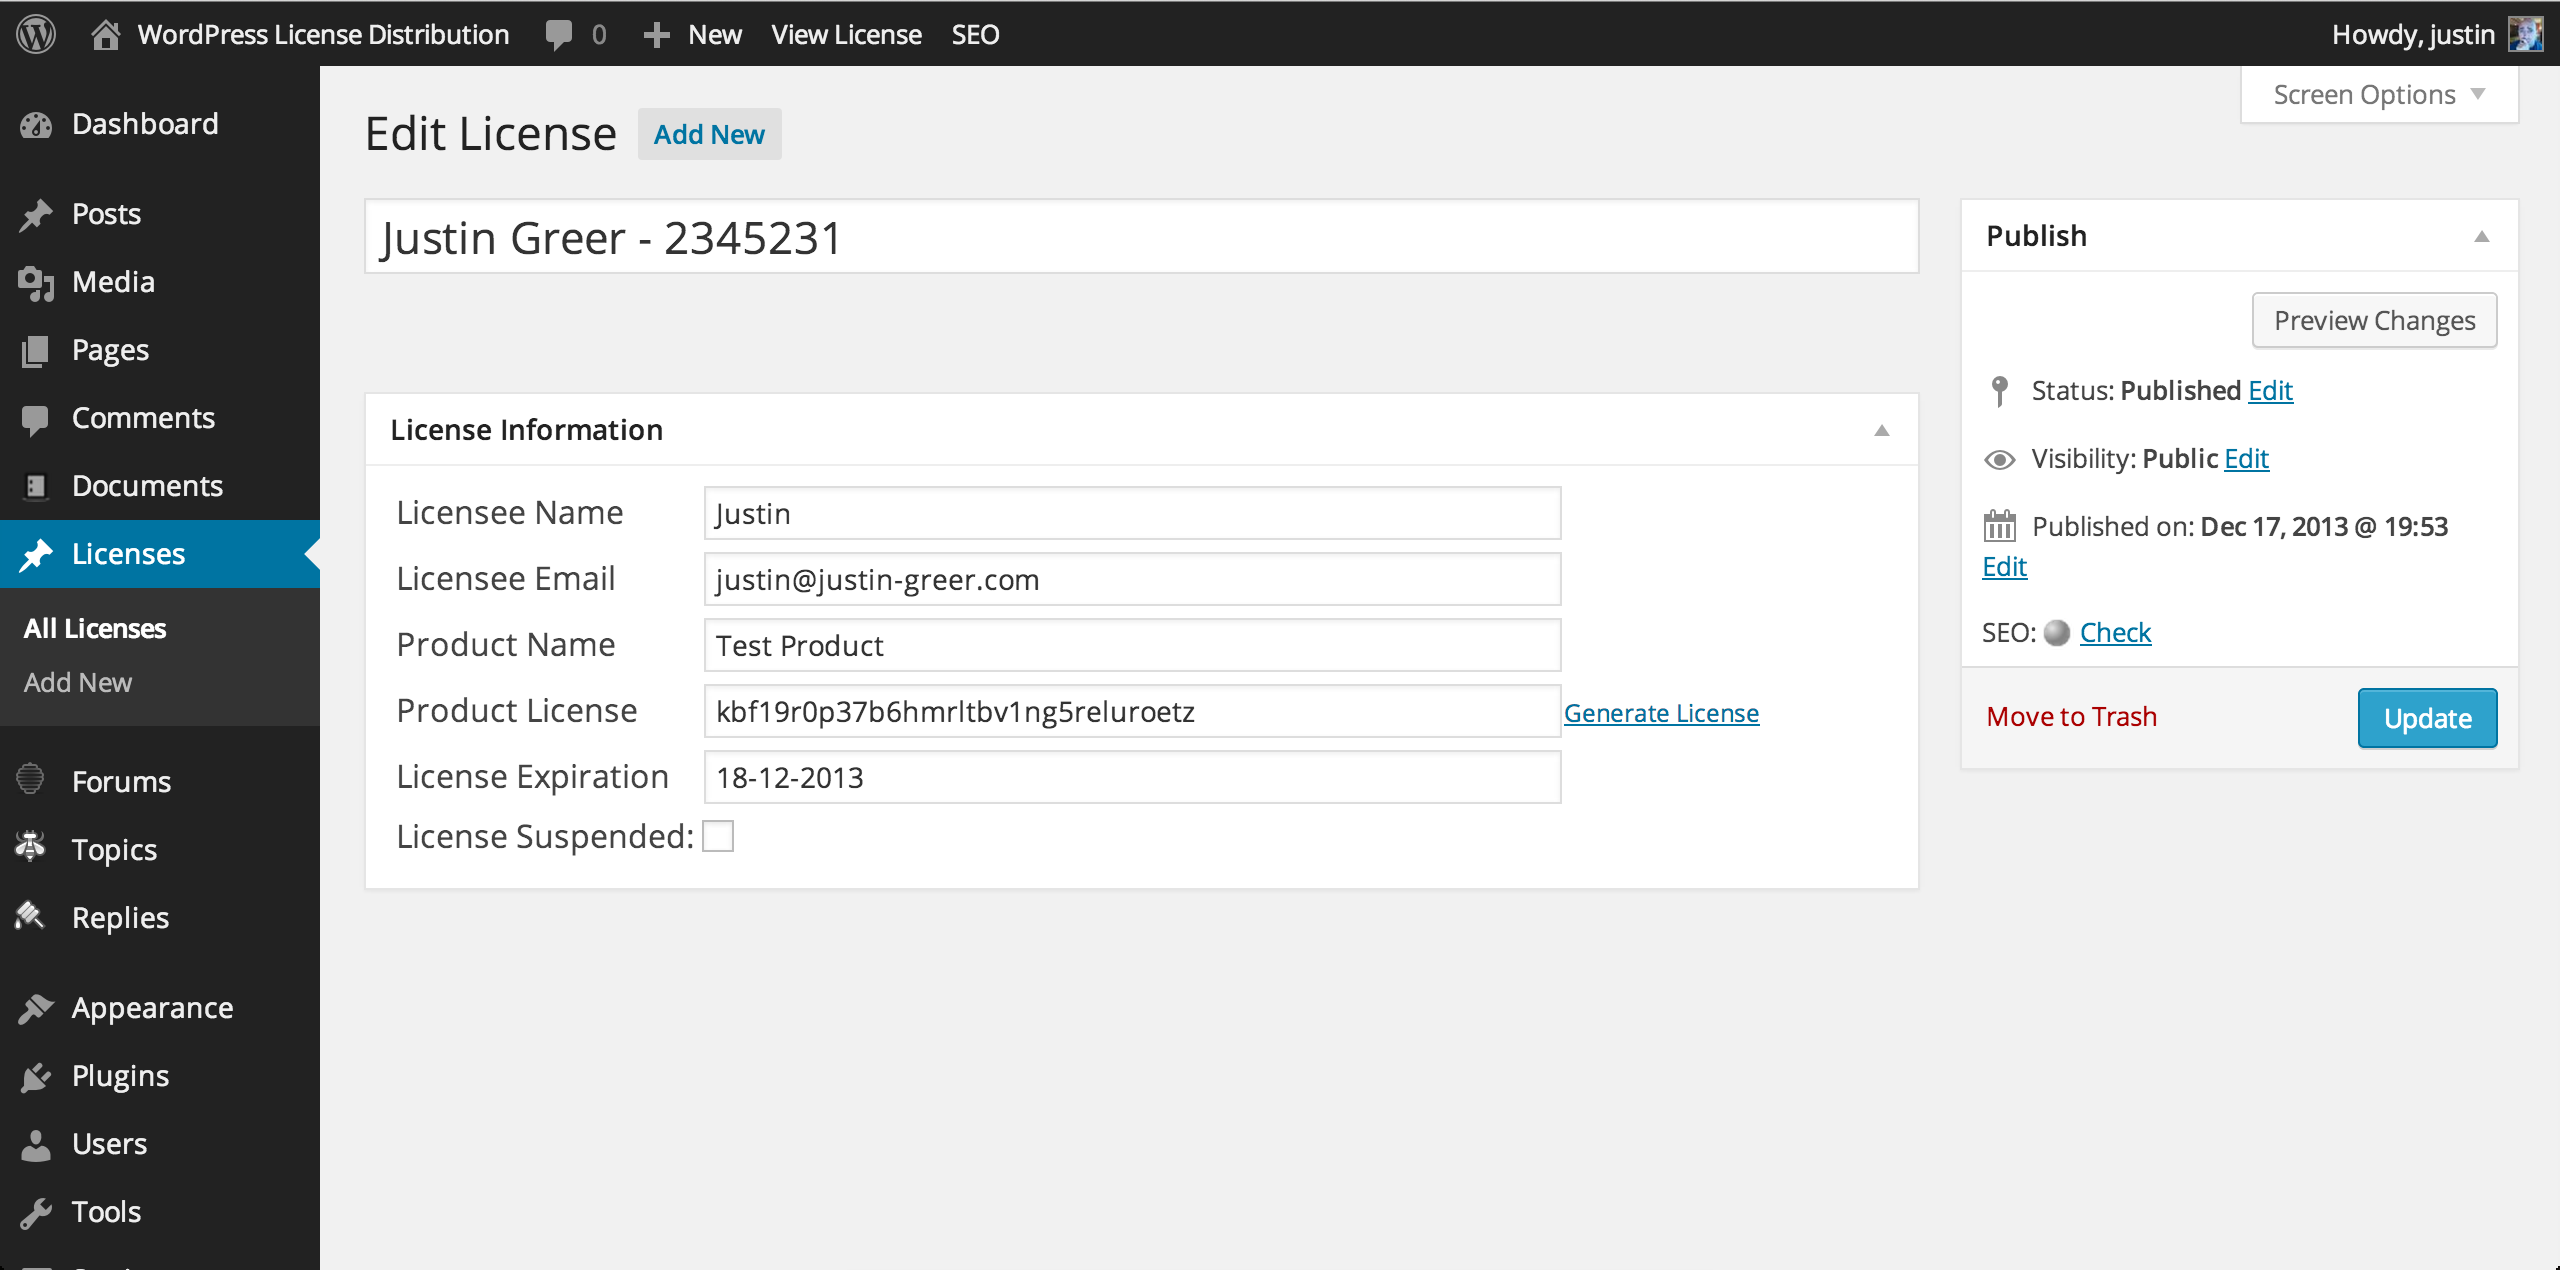 WordPress License Distribution 0 New View License SEO Howdy, justin
Screen Options
Dashboard
Posts
Media
Pages
Comments
Documents
Licenses
All Licenses
Add New
Forums
Topics
Replies
Appearance
Plugins
Users
Tools
Edit License Add New
Justin Greer - 2345231
License Information
Licensee Name Justin
Licensee Email justin@justin-greer.com
Product Name Test Product
Product License kbf19r0p37b6hmrltbv1ng5reluroetz Generate License
License Expiration 18-12-2013
License Suspended:
Publish
Preview Changes
Status: Published Edit
Visibility: Public Edit
Published on: Dec 17, 2013 @ 19:53
Edit
SEO: Check
Move to Trash Update